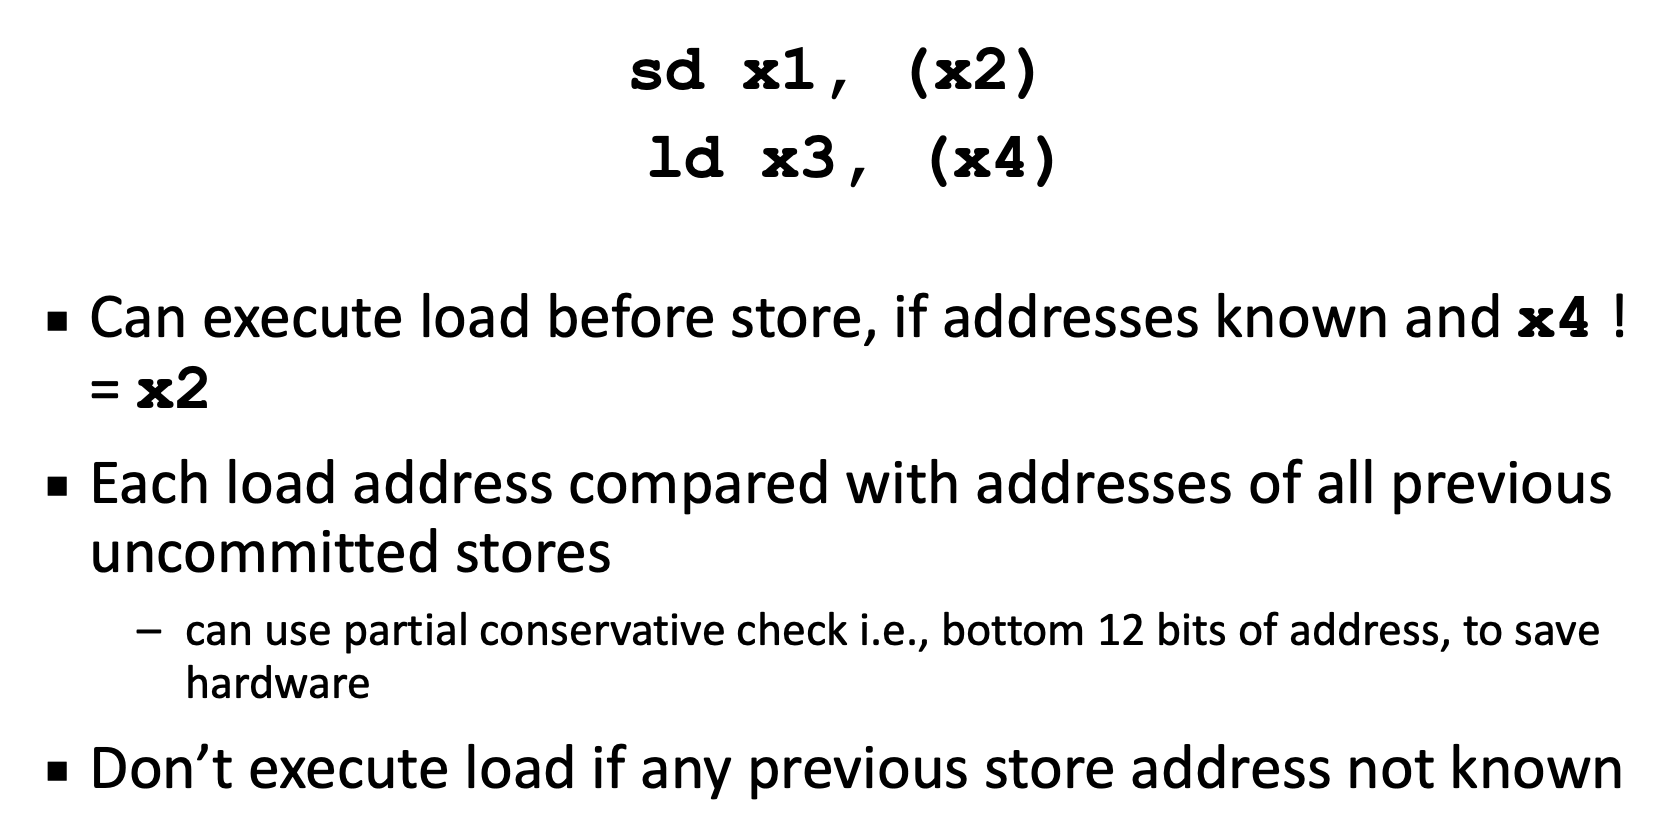 sd x1, (x2)
ld x3, (x4)
▪ Can execute load before store, if addresses known and x4 !
= x2
▪ Each load address compared with addresses of all previous
uncommitted stores
– can use partial conservative check i.e., bottom 12 bits of address, to save
hardware
▪ Don’t execute load if any previous store address not known